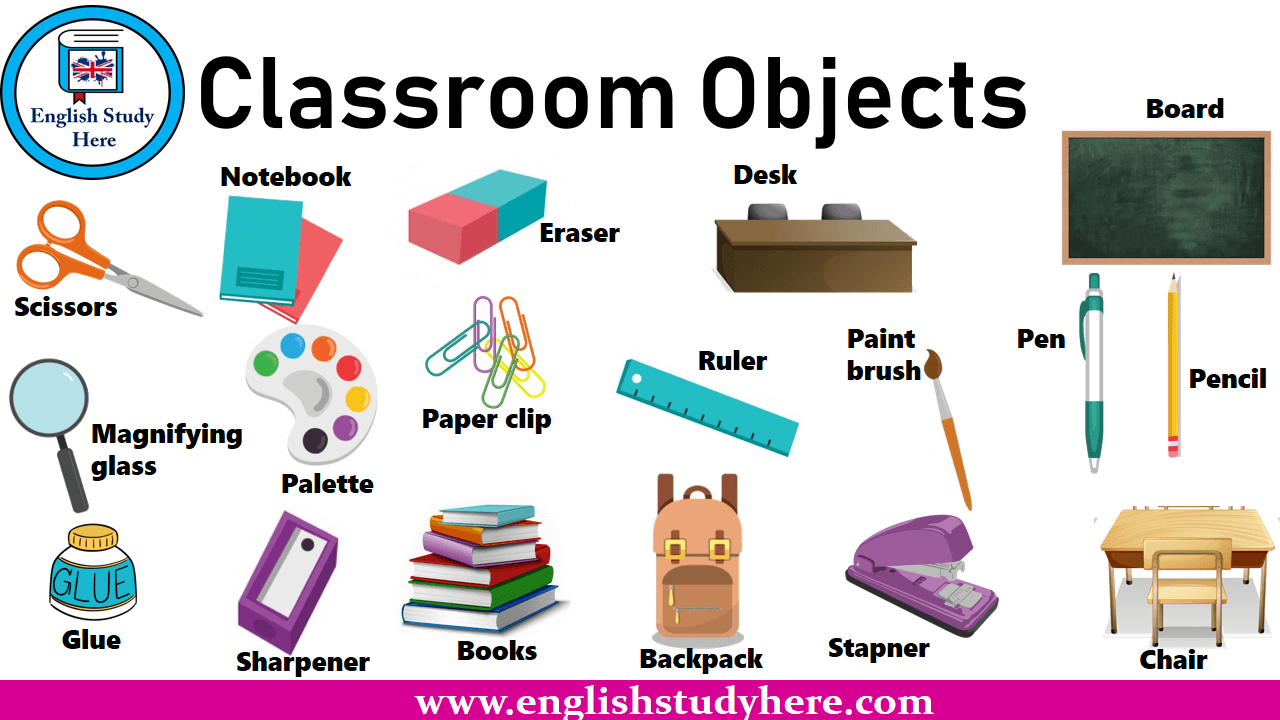 English Study
Here
Classroom Objects
Board
Notebook
Desk
Eraser
Scissors
Paint
brush
Pen
Ruler
Pencil
Paper clip
Magnifying
glass
Palette
GLUE
Glue
Sharpener
Books
Backpack
Stapner
Chair
www.englishstudyhere.com